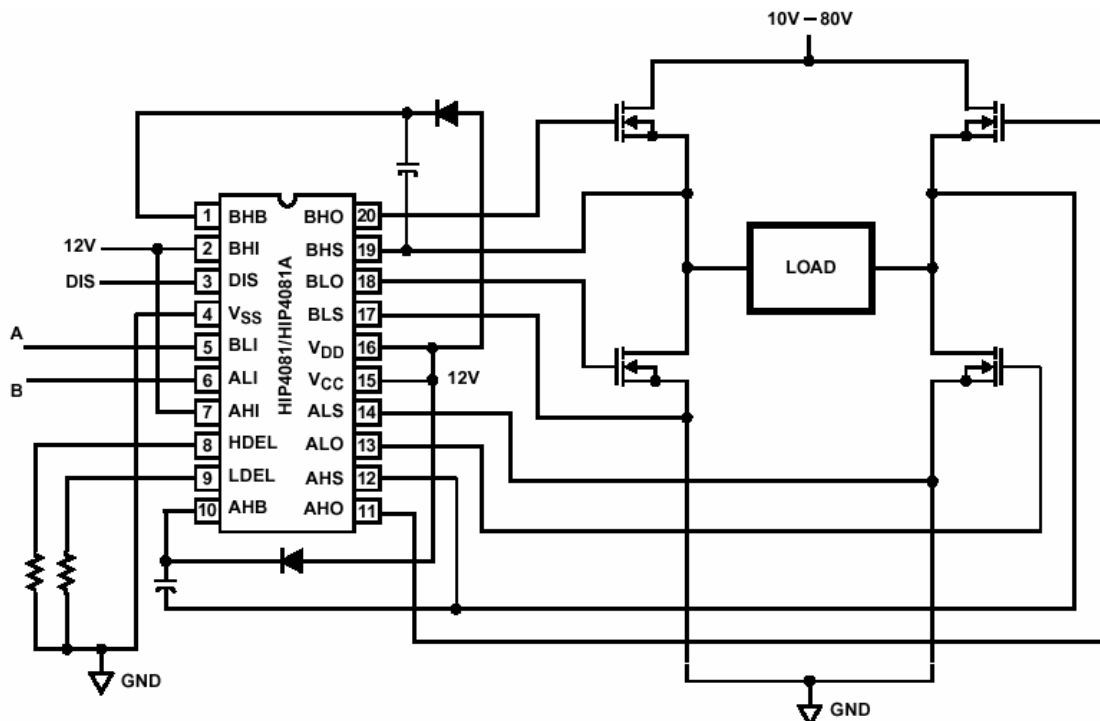 10V – 80V
1 BHB BHO 20
12V 2 BHI BHS 19
DIS 3 DIS BLO 18
4 VSS BLS 17
A 5 BLI VDD 16
B 6 ALI VCC 15 12V
7 AHI ALS 14
8 HDEL ALO 13
9 LDEL AHS 12
10 AHB AHO 11
HIP4081/HIP4081A
LOAD
GND
GND